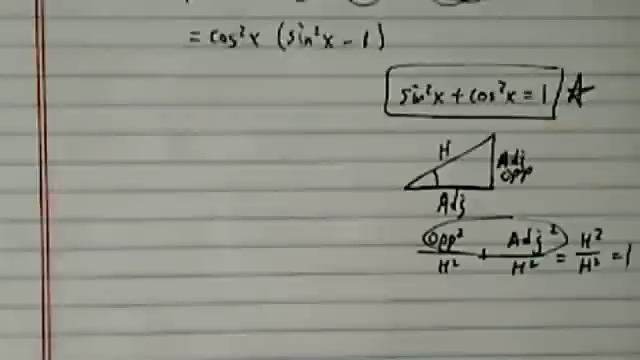 = cos²x (sin²x - 1)
sin²x + cos²x = 1
H
Adj
opp
Adj
Opp²/H² + Adj²/H² = H²/H² = 1